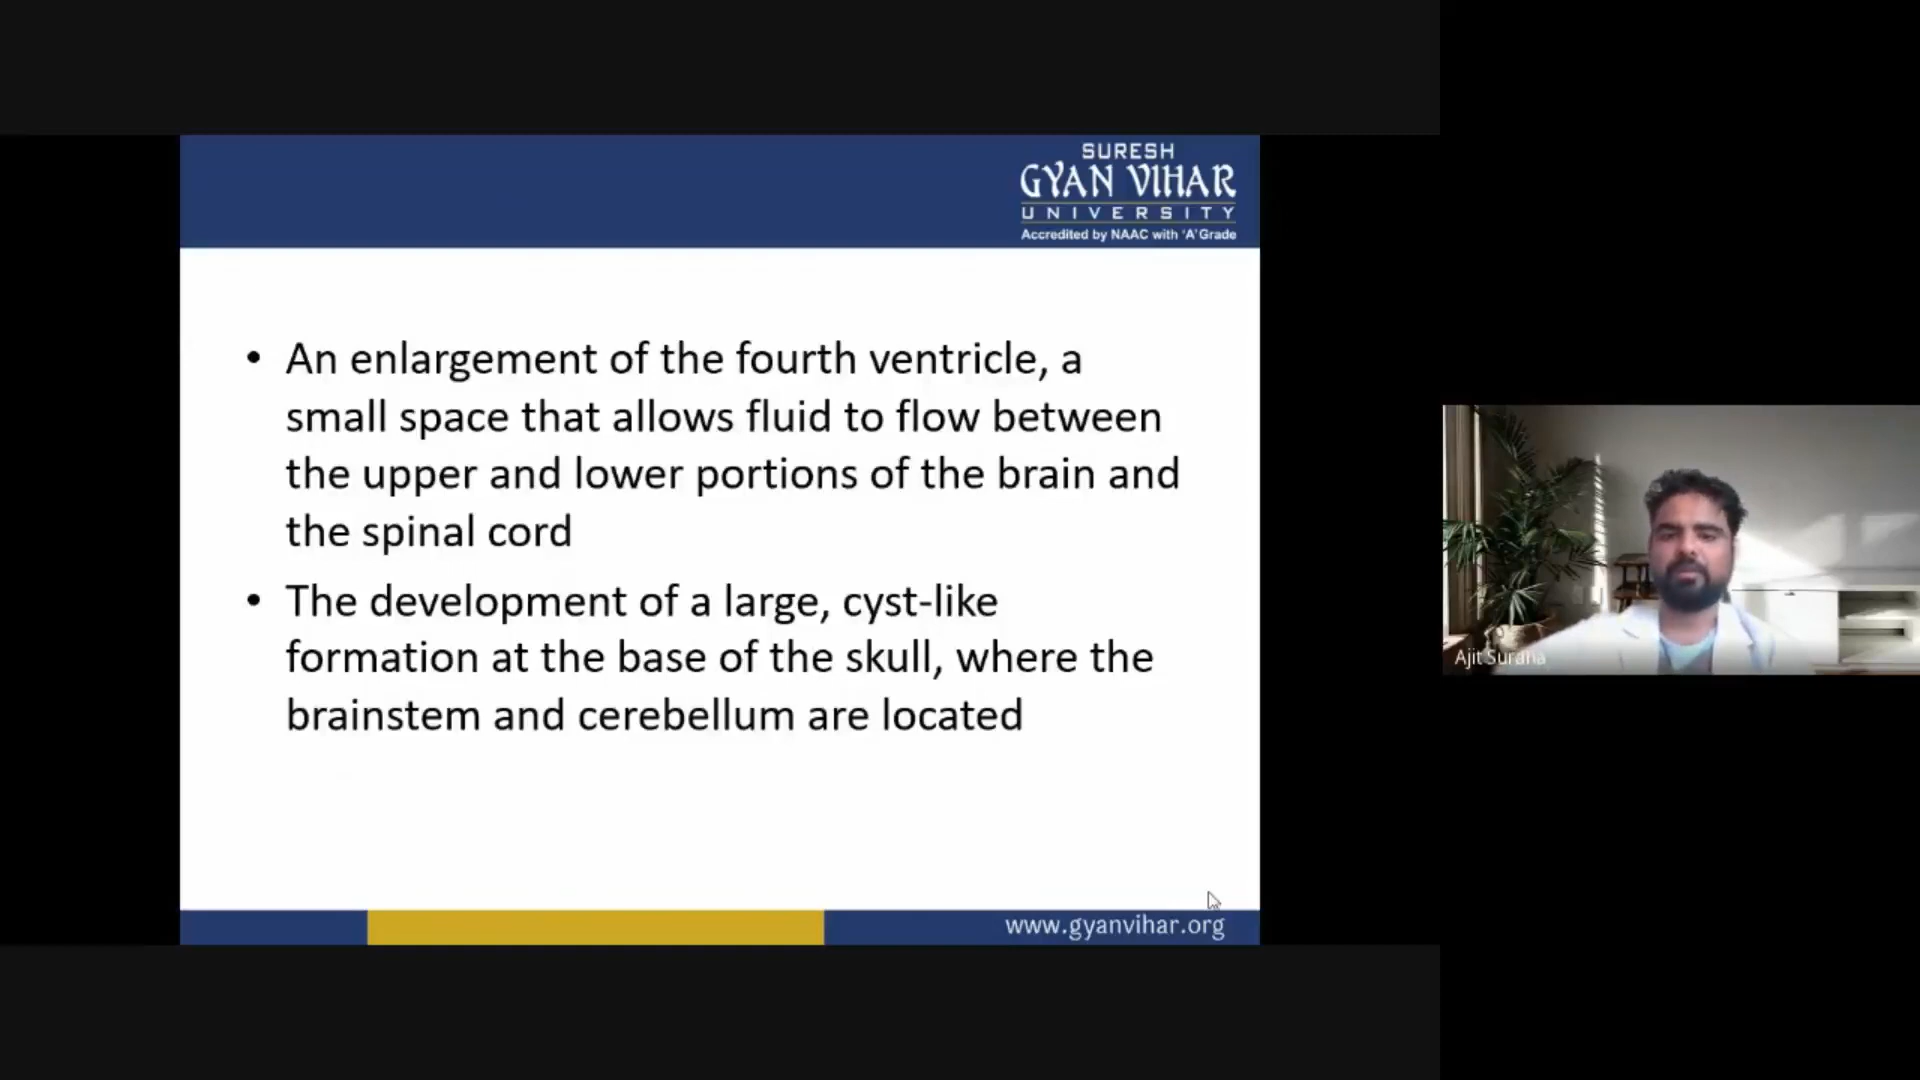 SURESH
GYAN VIHAR
UNIVERSITY
Accredited by NAAC with 'A' Grade
• An enlargement of the fourth ventricle, a
small space that allows fluid to flow between
the upper and lower portions of the brain and
the spinal cord
• The development of a large, cyst-like
formation at the base of the skull, where the
brainstem and cerebellum are located
www.gyanvihar.org
Ajit Surana